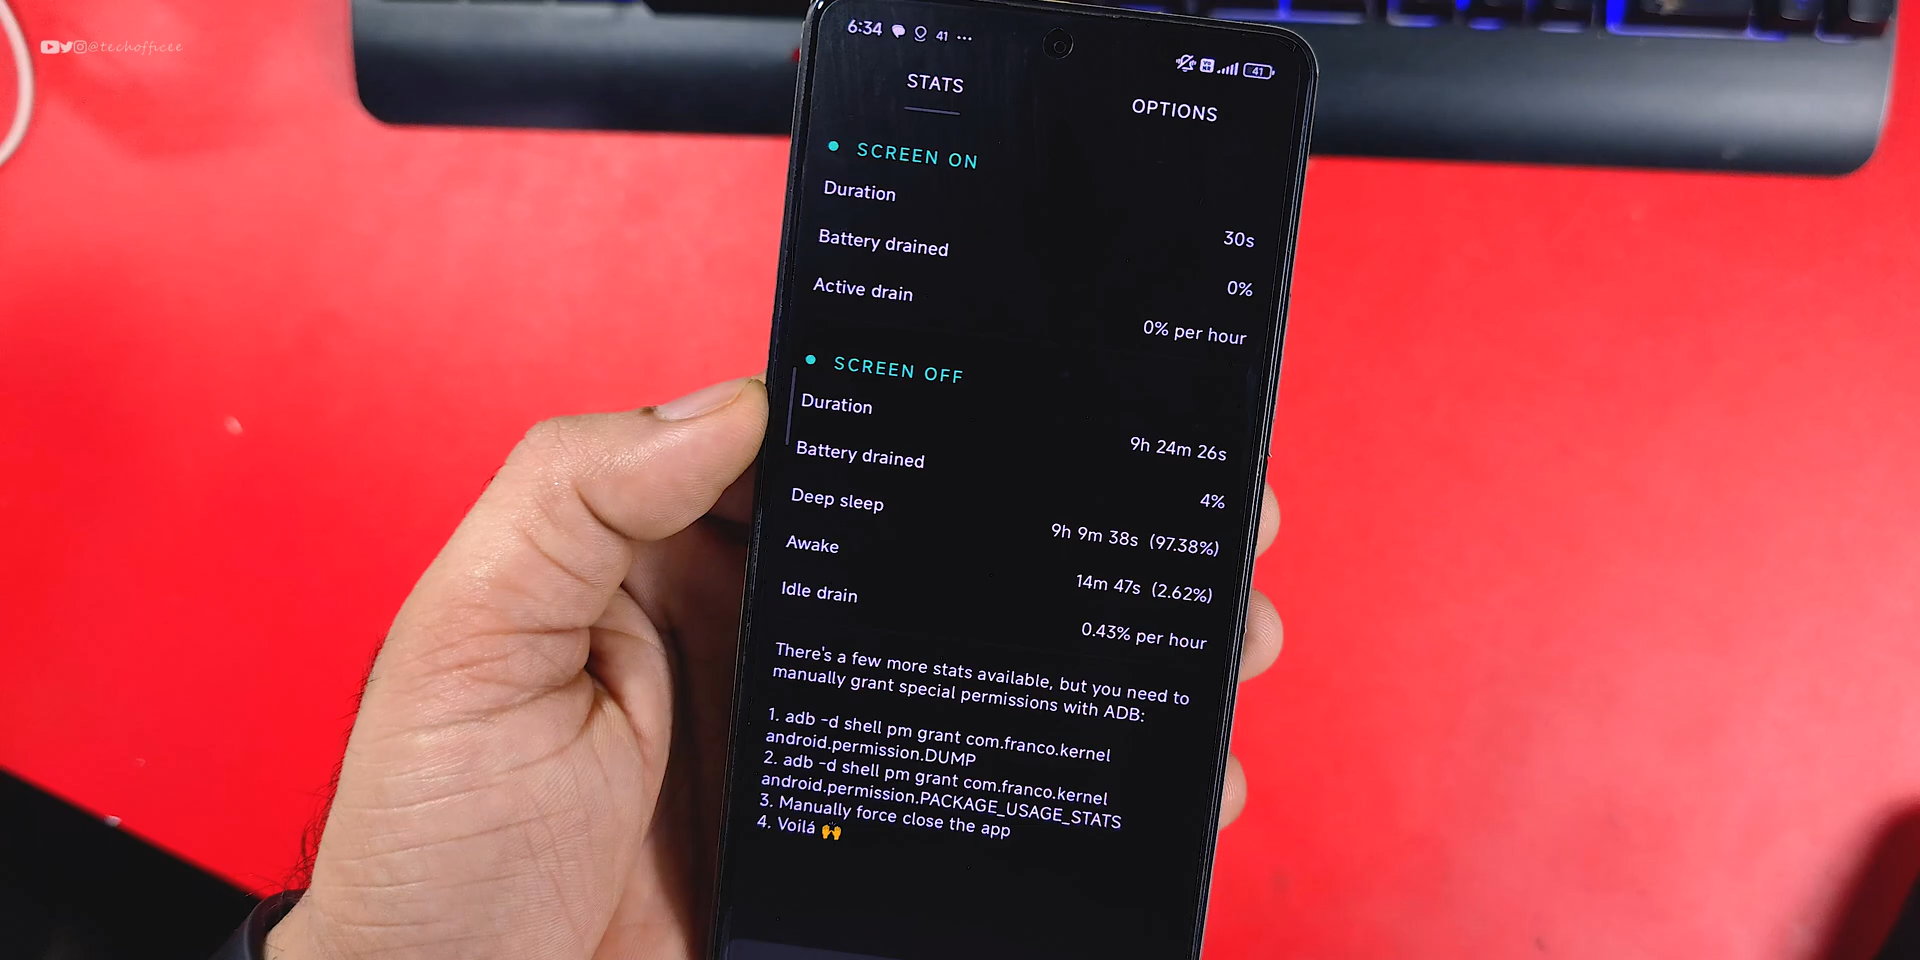 @techofficee
6:34 41 ...
41
STATS
OPTIONS
SCREEN ON
Duration
30s
Battery drained
0%
Active drain
0% per hour
SCREEN OFF
Duration
9h 24m 26s
Battery drained
4%
Deep sleep
9h 9m 38s (97.38%)
Awake
14m 47s (2.62%)
Idle drain
0.43% per hour
There's a few more stats available, but you need to
manually grant special permissions with ADB:
1. adb -d shell pm grant com.franco.kernel
android.permission.DUMP
2. adb -d shell pm grant com.franco.kernel
android.permission.PACKAGE_USAGE_STATS
3. Manually force close the app
4. Voilá 🙌